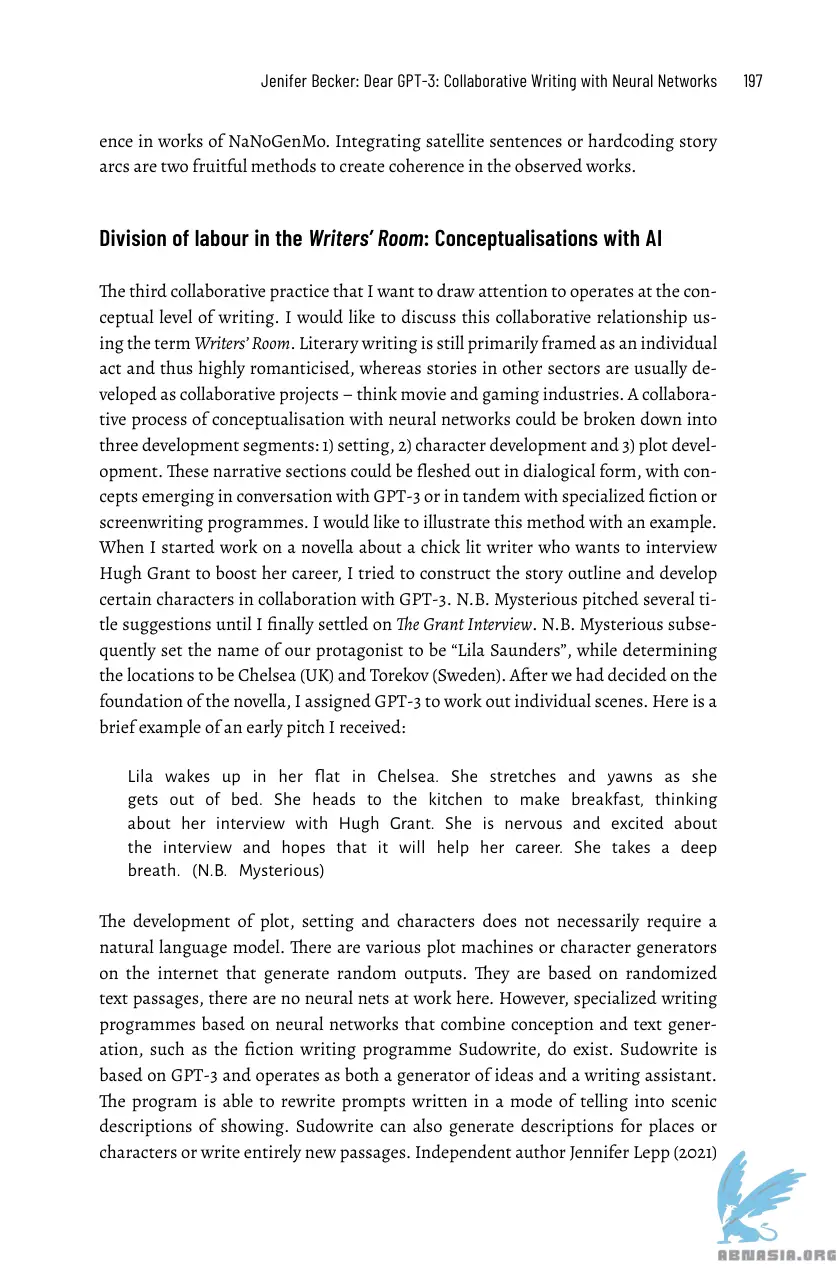 Jenifer Becker: Dear GPT-3: Collaborative Writing with Neural Networks 197
ence in works of NaNoGenMo. Integrating satellite sentences or hardcoding story
arcs are two fruitful methods to create coherence in the observed works.
Division of labour in the Writers’ Room: Conceptualisations with AI
The third collaborative practice that I want to draw attention to operates at the con-
ceptual level of writing. I would like to discuss this collaborative relationship us-
ing the term Writers’ Room. Literary writing is still primarily framed as an individual
act and thus highly romanticised, whereas stories in other sectors are usually de-
veloped as collaborative projects – think movie and gaming industries. A collabora-
tive process of conceptualisation with neural networks could be broken down into
three development segments: 1) setting, 2) character development and 3) plot devel-
opment. These narrative sections could be fleshed out in dialogical form, with con-
cepts emerging in conversation with GPT-3 or in tandem with specialized fiction or
screenwriting programmes. I would like to illustrate this method with an example.
When I started work on a novella about a chick lit writer who wants to interview
Hugh Grant to boost her career, I tried to construct the story outline and develop
certain characters in collaboration with GPT-3. N.B. Mysterious pitched several ti-
tle suggestions until I finally settled on The Grant Interview. N.B. Mysterious subse-
quently set the name of our protagonist to be “Lila Saunders”, while determining
the locations to be Chelsea (UK) and Torekov (Sweden). After we had decided on the
foundation of the novella, I assigned GPT-3 to work out individual scenes. Here is a
brief example of an early pitch I received:
Lila wakes up in her flat in Chelsea. She stretches and yawns as she
gets out of bed. She heads to the kitchen to make breakfast, thinking
about her interview with Hugh Grant. She is nervous and excited about
the interview and hopes that it will help her career. She takes a deep
breath. (N.B. Mysterious)
The development of plot, setting and characters does not necessarily require a
natural language model. There are various plot machines or character generators
on the internet that generate random outputs. They are based on randomized
text passages, there are no neural nets at work here. However, specialized writing
programmes based on neural networks that combine conception and text gener-
ation, such as the fiction writing programme Sudowrite, do exist. Sudowrite is
based on GPT-3 and operates as both a generator of ideas and a writing assistant.
The program is able to rewrite prompts written in a mode of telling into scenic
descriptions of showing. Sudowrite can also generate descriptions for places or
characters or write entirely new passages. Independent author Jennifer Lepp (2021)
ABNASIA.ORG